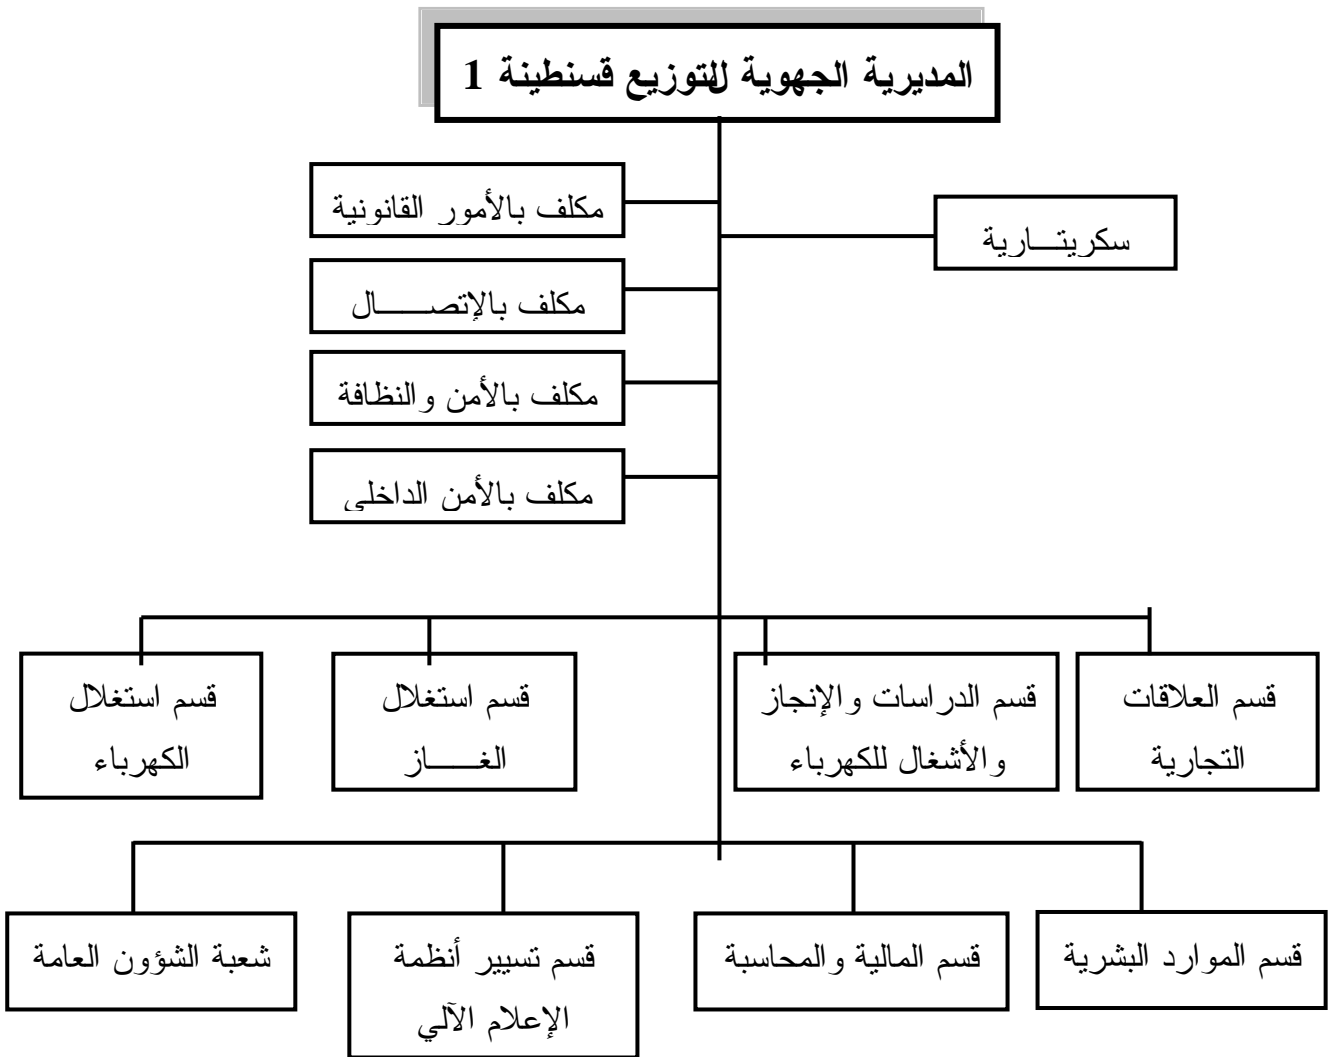 المديرية الجهوية للتوزيع قسنطينة 1
مكلف بالأمور القانونية
سكريتـــارية
مكلف بالإتصـــــال
مكلف بالأمن والنظافة
مكلف بالأمن الداخلي
قسم العلاقات
التجارية
قسم الدراسات والإنجاز
والأشغال للكهرباء
قسم استغلال
الغـــــاز
قسم استغلال
الكهرباء
قسم الموارد البشرية
قسم المالية والمحاسبة
قسم تسيير أنظمة
الإعلام الآلي
شعبة الشؤون العامة